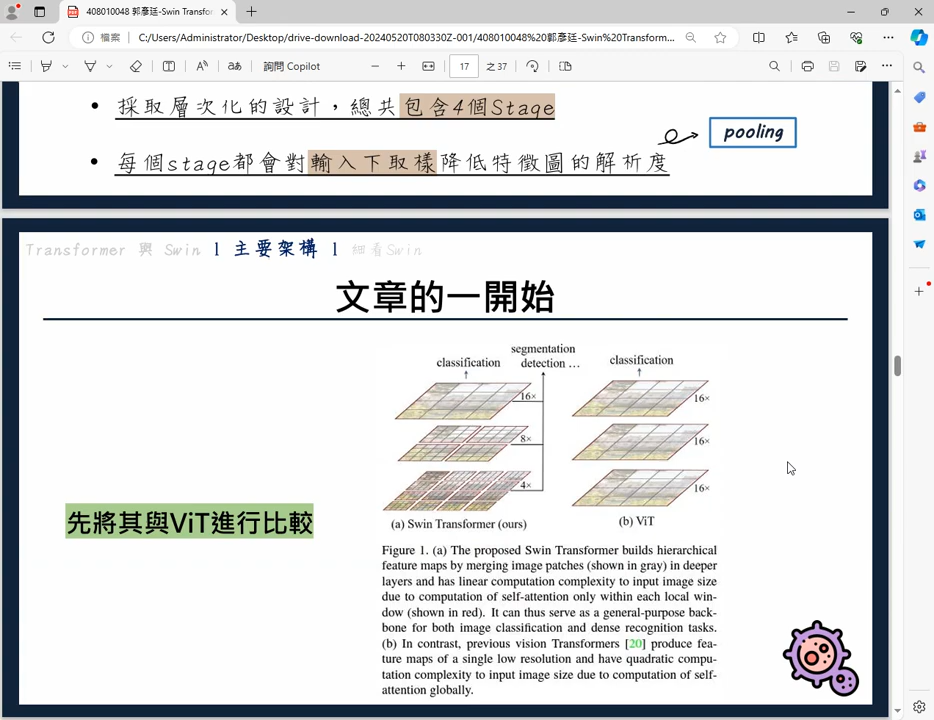 408010048 郭彥廷-Swin Transfo
檔案
C:/Users/Administrator/Desktop/drive-download-20240520T080330Z-001/408010048%20郭彥廷-Swin%20Transform...
aあ
詢問 Copilot
17
之37
• 採取層次化的設計，總共包含4個Stage
pooling
• 每個stage都會對輸入下取樣降低特徵圖的解析度
Transformer 與 Swin l 主要架構 l 細看Swin
文章的一開始
segmentation
classification
detection ...
classification
16×
16×
8×
16×
4×
16×
(a) Swin Transformer (ours)
(b) ViT
先將其與ViT進行比較
Figure 1. (a) The proposed Swin Transformer builds hierarchical
feature maps by merging image patches (shown in gray) in deeper
layers and has linear computation complexity to input image size
due to computation of self-attention only within each local win-
dow (shown in red). It can thus serve as a general-purpose back-
bone for both image classification and dense recognition tasks.
(b) In contrast, previous vision Transformers [20] produce fea-
ture maps of a single low resolution and have quadratic compu-
tation complexity to input image size due to computation of self-
attention globally.